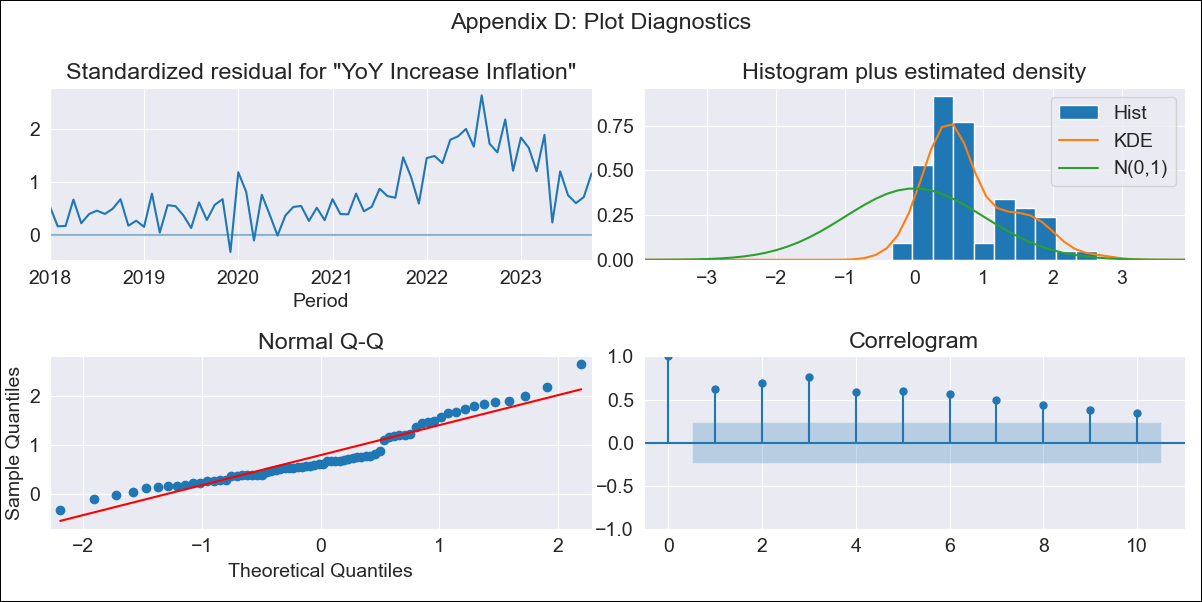 Appendix D: Plot Diagnostics
Standardized residual for "YoY Increase Inflation"
2
1
0
2018 2019 2020 2021 2022 2023
Period
Histogram plus estimated density
0.75
0.50
0.25
0.00
−3 −2 −1 0 1 2 3
Hist
KDE
N(0,1)
Normal Q-Q
Sample Quantiles
2
1
0
−2 −1 0 1 2
Theoretical Quantiles
Correlogram
1.0
0.5
0.0
−0.5
−1.0
0 2 4 6 8 10